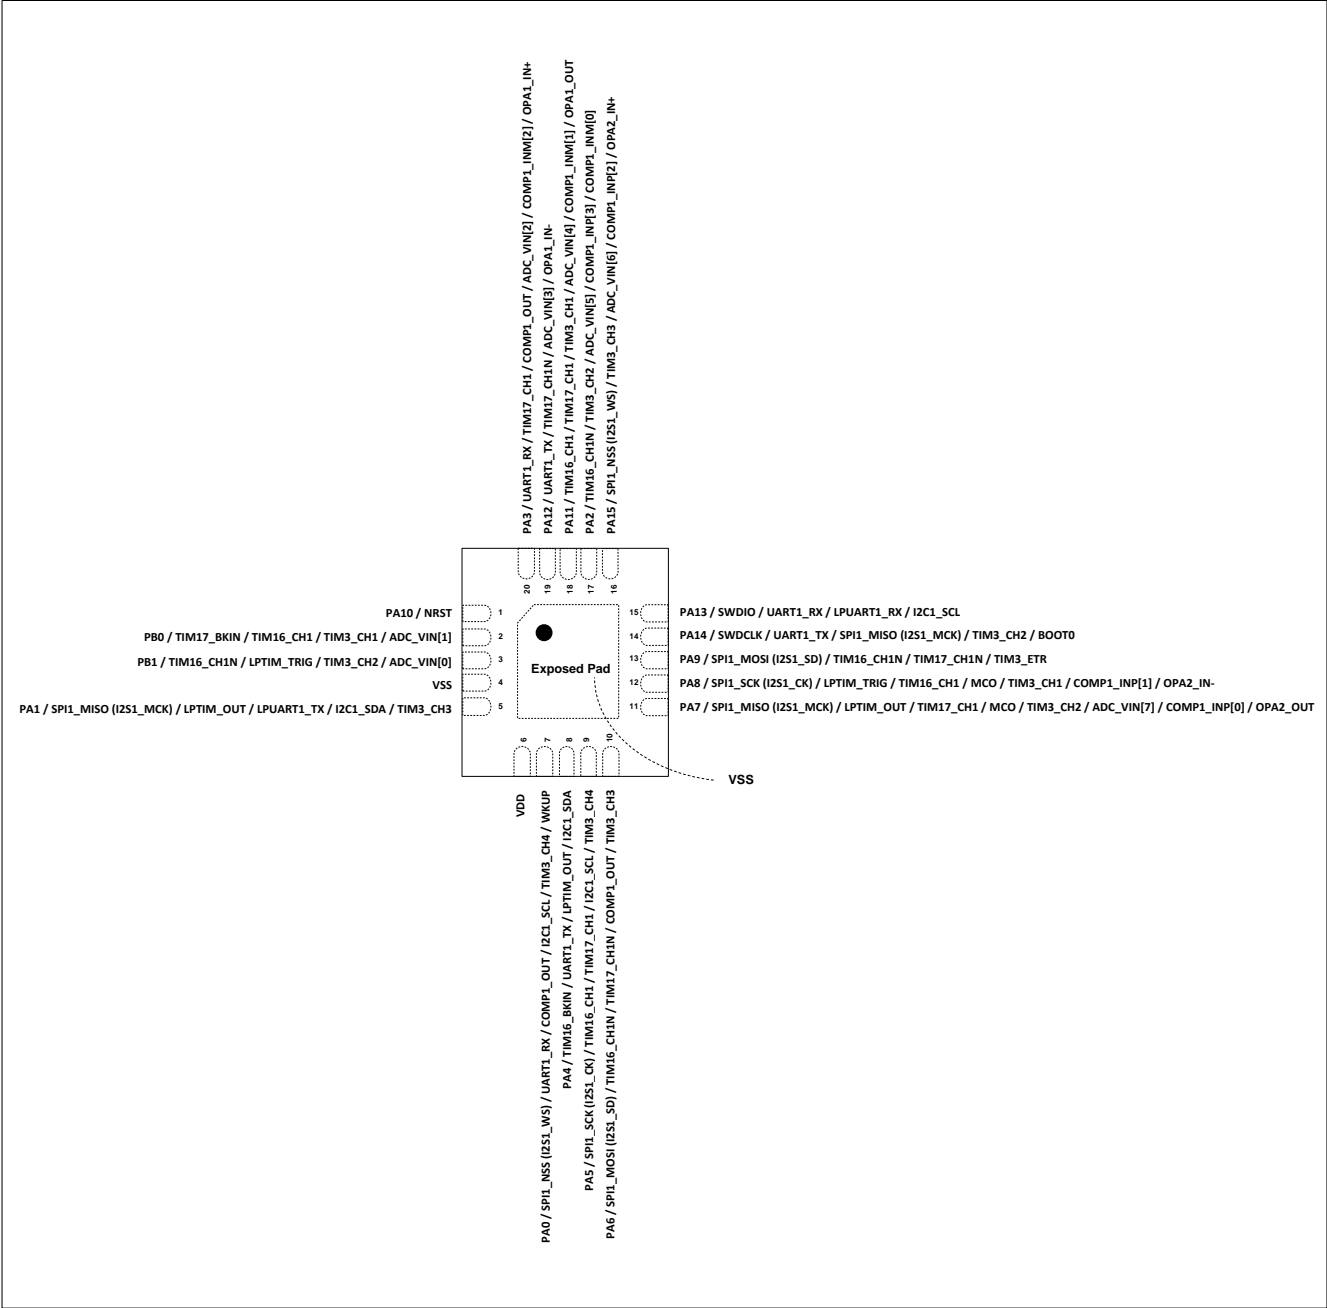 PA3 / UART1_RX / TIM17_CH1 / COMP1_OUT / ADC_VIN[2] / COMP1_INM[2] / OPA1_IN+
PA12 / UART1_TX / TIM17_CH1N / ADC_VIN[3] / OPA1_IN-
PA11 / TIM16_CH1 / TIM17_CH1 / TIM3_CH1 / ADC_VIN[4] / COMP1_INM[1] / OPA1_OUT
PA2 / TIM16_CH1N / TIM3_CH2 / ADC_VIN[5] / COMP1_INP[3] / COMP1_INM[0]
PA15 / SPI1_NSS (I2S1_WS) / TIM3_CH3 / ADC_VIN[6] / COMP1_INP[2] / OPA2_IN+
20
19
18
17
16
PA10 / NRST
1
PB0 / TIM17_BKIN / TIM16_CH1 / TIM3_CH1 / ADC_VIN[1]
2
PB1 / TIM16_CH1N / LPTIM_TRIG / TIM3_CH2 / ADC_VIN[0]
3
VSS
4
PA1 / SPI1_MISO (I2S1_MCK) / LPTIM_OUT / LPUART1_TX / I2C1_SDA / TIM3_CH3
5
Exposed Pad
15
PA13 / SWDIO / UART1_RX / LPUART1_RX / I2C1_SCL
14
PA14 / SWDCLK / UART1_TX / SPI1_MISO (I2S1_MCK) / TIM3_CH2 / BOOT0
13
PA9 / SPI1_MOSI (I2S1_SD) / TIM16_CH1N / TIM17_CH1N / TIM3_ETR
12
PA8 / SPI1_SCK (I2S1_CK) / LPTIM_TRIG / TIM16_CH1 / MCO / TIM3_CH1 / COMP1_INP[1] / OPA2_IN-
11
PA7 / SPI1_MISO (I2S1_MCK) / LPTIM_OUT / TIM17_CH1 / MCO / TIM3_CH2 / ADC_VIN[7] / COMP1_INP[0] / OPA2_OUT
6
7
8
9
10
VSS
VDD
PA0 / SPI1_NSS (I2S1_WS) / UART1_RX / COMP1_OUT / I2C1_SCL / TIM3_CH4 / WKUP
PA4 / TIM16_BKIN / UART1_TX / LPTIM_OUT / I2C1_SDA
PA5 / SPI1_SCK (I2S1_CK) / TIM16_CH1 / TIM17_CH1 / I2C1_SCL / TIM3_CH4
PA6 / SPI1_MOSI (I2S1_SD) / TIM16_CH1N / TIM17_CH1N / COMP1_OUT / TIM3_CH3